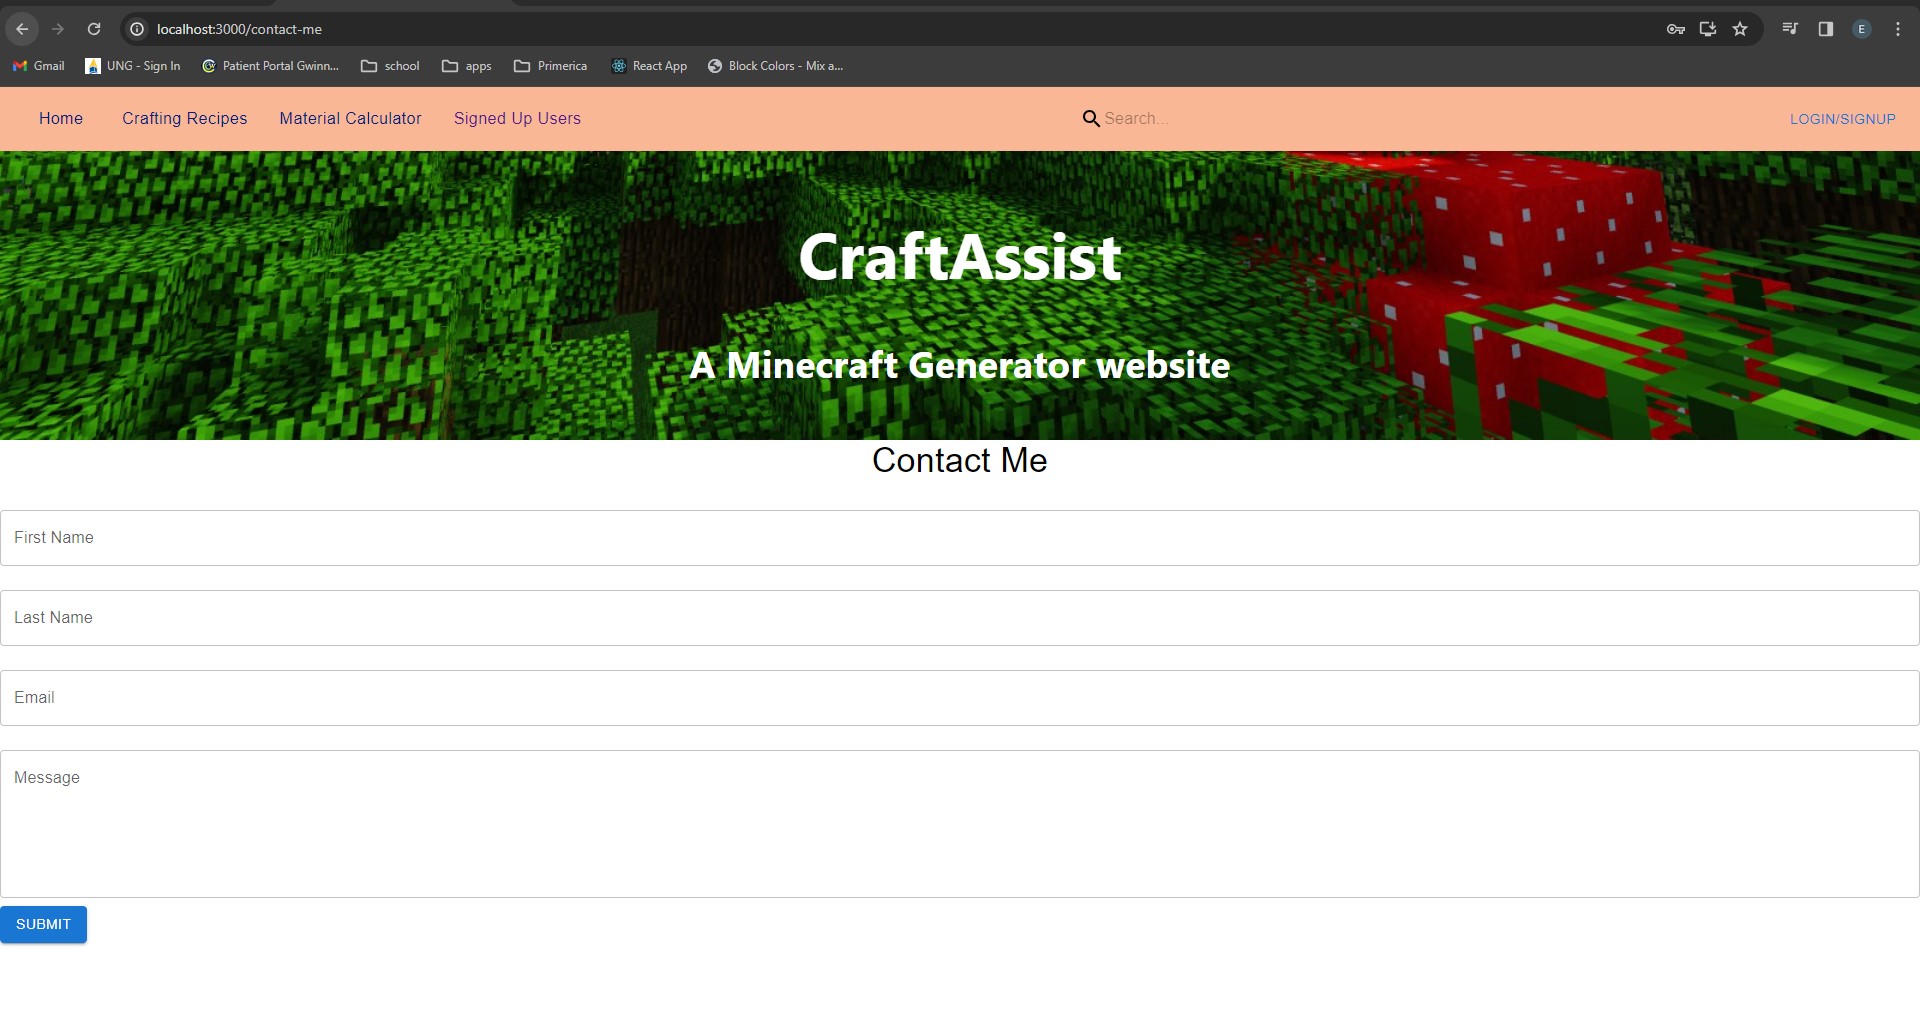 localhost:3000/contact-me
E
Gmail UNG - Sign In Patient Portal Gwinn... school apps Primerica React App Block Colors - Mix a...
Home Crafting Recipes Material Calculator Signed Up Users Search... LOGIN/SIGNUP
CraftAssist
A Minecraft Generator website
Contact Me
First Name
Last Name
Email
Message
SUBMIT